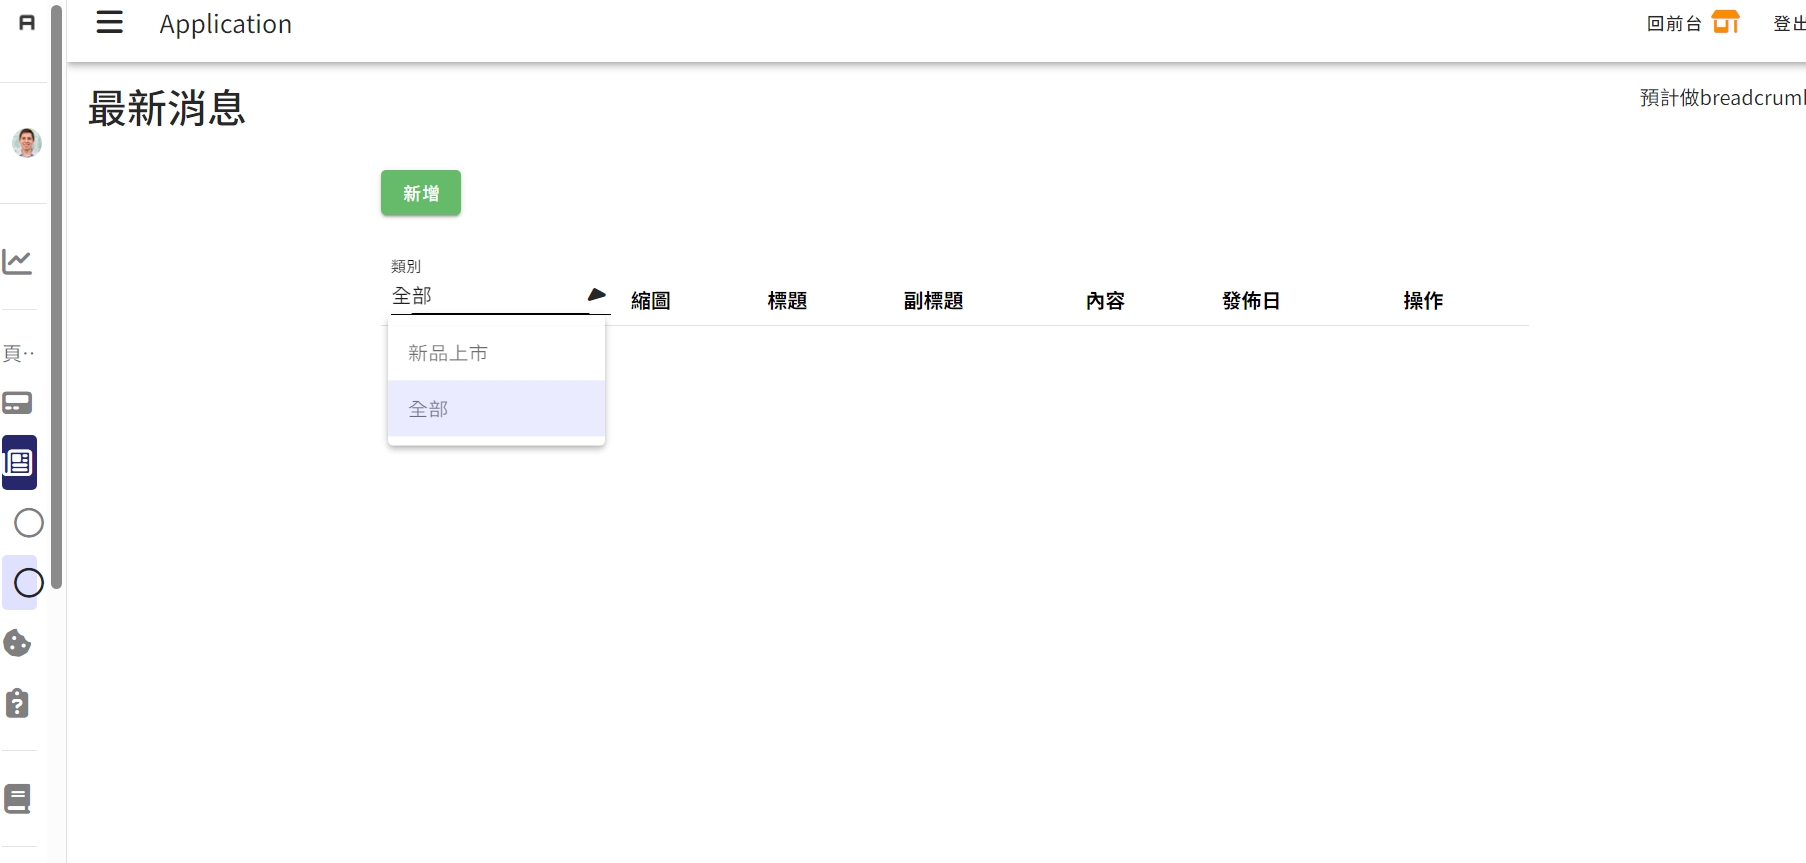 Application
回前台
登出
最新消息
預計做breadcrum
新增
類別
全部
縮圖 標題 副標題 內容 發佈日 操作
新品上市
全部
頁..